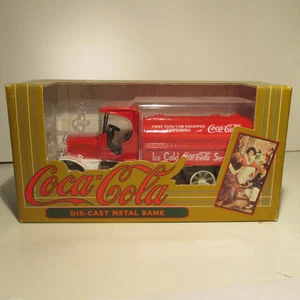 FIRST TANK CAR EQUIPPED
Coca-Cola
Ice Cold Coca-Cola Ser
Coca-Cola
DIE-CAST METAL BANK